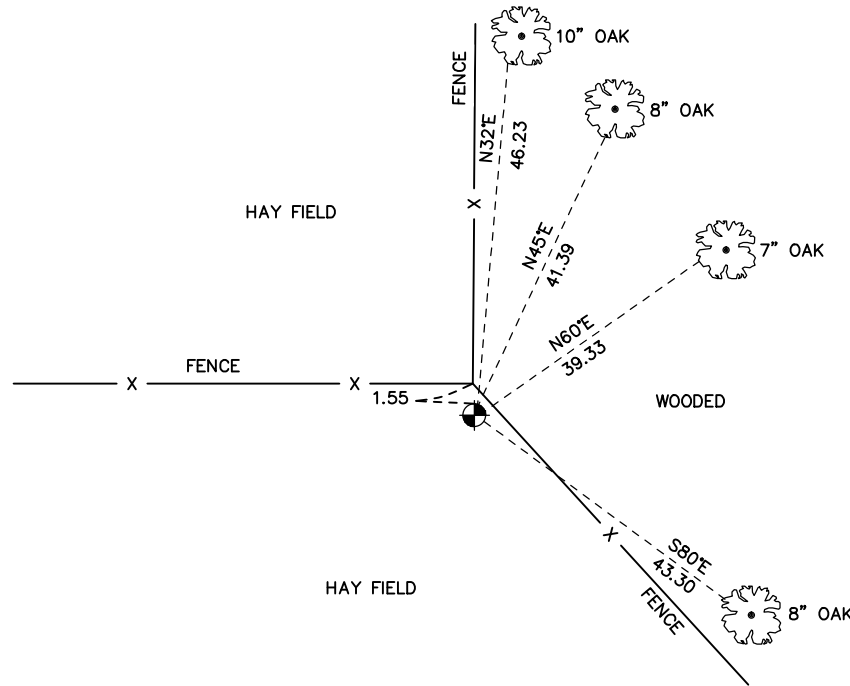 10" OAK
FENCE
N32°E
46.23
8" OAK
X
HAY FIELD
N45°E
41.39
7" OAK
N60°E
39.33
FENCE
X
X
1.55
WOODED
X
S80°E
43.30
HAY FIELD
FENCE
8" OAK